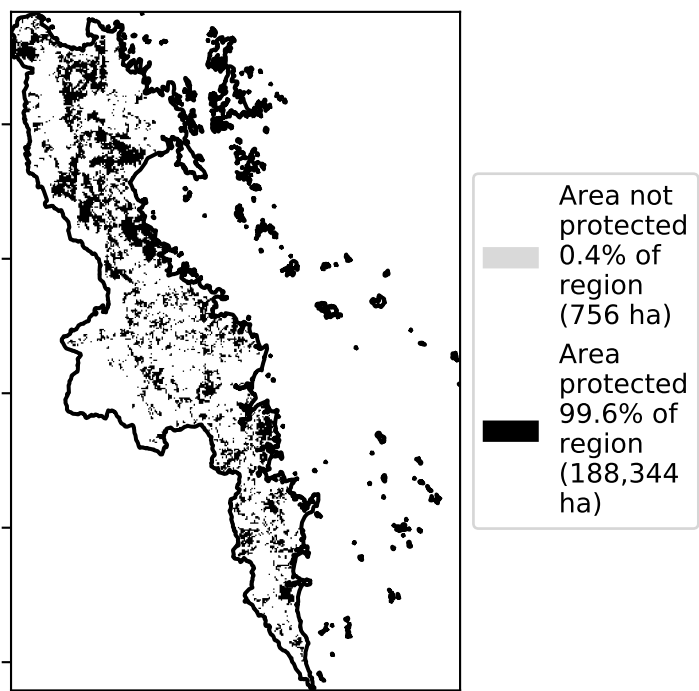 Area not
protected
0.4% of
region
(756 ha)
Area
protected
99.6% of
region
(188,344
ha)